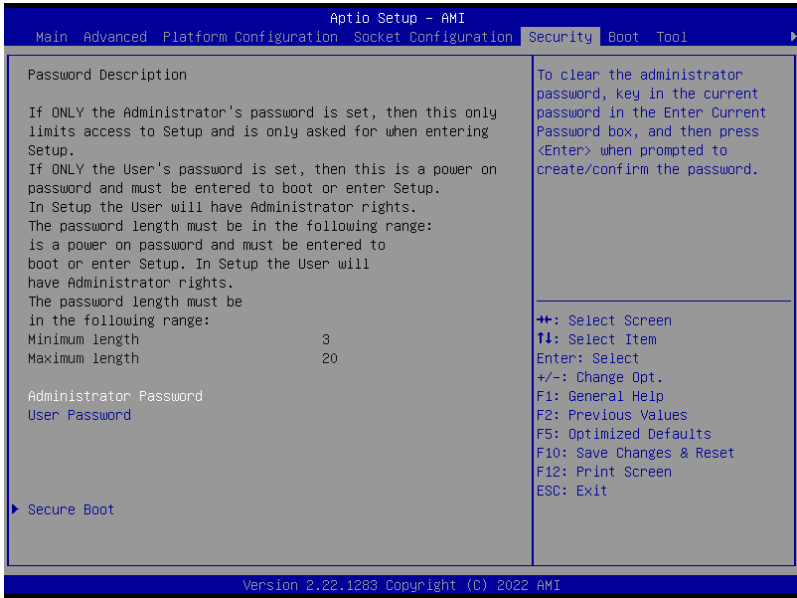 Aptio Setup – AMI
Main Advanced Platform Configuration Socket Configuration Security Boot Tool
Password Description
If ONLY the Administrator's password is set, then this only
limits access to Setup and is only asked for when entering
Setup.
If ONLY the User's password is set, then this is a power on
password and must be entered to boot or enter Setup.
In Setup the User will have Administrator rights.
The password length must be in the following range:
is a power on password and must be entered to
boot or enter Setup. In Setup the User will
have Administrator rights.
The password length must be
in the following range:
Minimum length 3
Maximum length 20
Administrator Password
User Password
Secure Boot
To clear the administrator
password, key in the current
password in the Enter Current
Password box, and then press
<Enter> when prompted to
create/confirm the password.
→←: Select Screen
↑↓: Select Item
Enter: Select
+/-: Change Opt.
F1: General Help
F2: Previous Values
F5: Optimized Defaults
F10: Save Changes & Reset
F12: Print Screen
ESC: Exit
Version 2.22.1283 Copyright (C) 2022 AMI